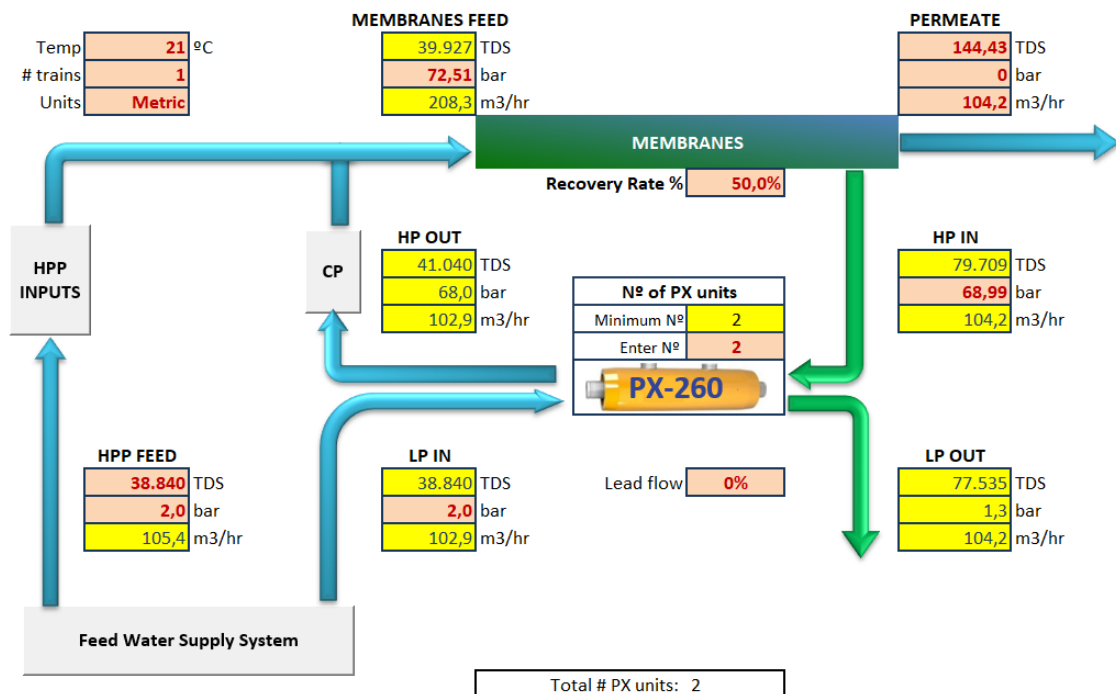 MEMBRANES FEED
PERMEATE
Temp 21 ºC
39.927 TDS
144,43 TDS
# trains 1
72,51 bar
0 bar
Units Metric
208,3 m3/hr
104,2 m3/hr
MEMBRANES
Recovery Rate % 50,0%
HPP
INPUTS
CP
HP OUT
41.040 TDS
68,0 bar
102,9 m3/hr
HP IN
79.709 TDS
68,99 bar
104,2 m3/hr
Nº of PX units
Minimum Nº 2
Enter Nº 2
PX-260
HPP FEED
38.840 TDS
2,0 bar
105,4 m3/hr
LP IN
38.840 TDS
2,0 bar
102,9 m3/hr
Lead flow 0%
LP OUT
77.535 TDS
1,3 bar
104,2 m3/hr
Feed Water Supply System
Total # PX units: 2